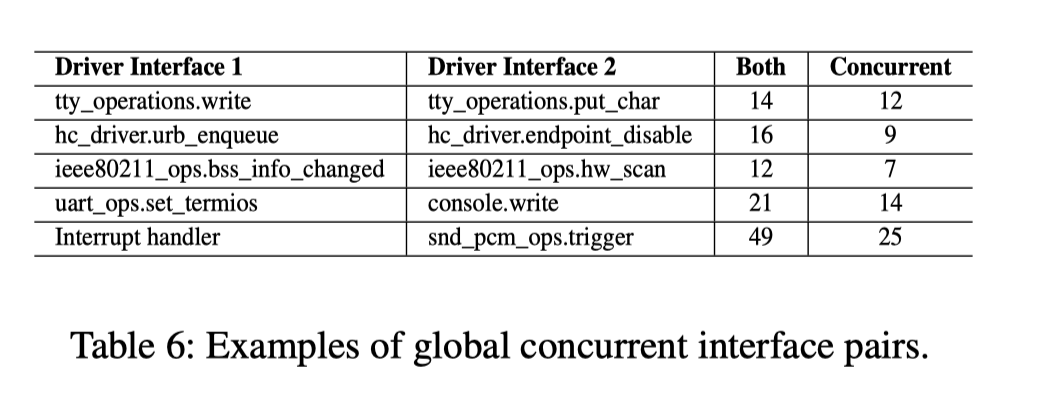 Driver Interface 1 Driver Interface 2 Both Concurrent
tty_operations.write tty_operations.put_char 14 12
hc_driver.urb_enqueue hc_driver.endpoint_disable 16 9
ieee80211_ops.bss_info_changed ieee80211_ops.hw_scan 12 7
uart_ops.set_termios console.write 21 14
Interrupt handler snd_pcm_ops.trigger 49 25
Table 6: Examples of global concurrent interface pairs.